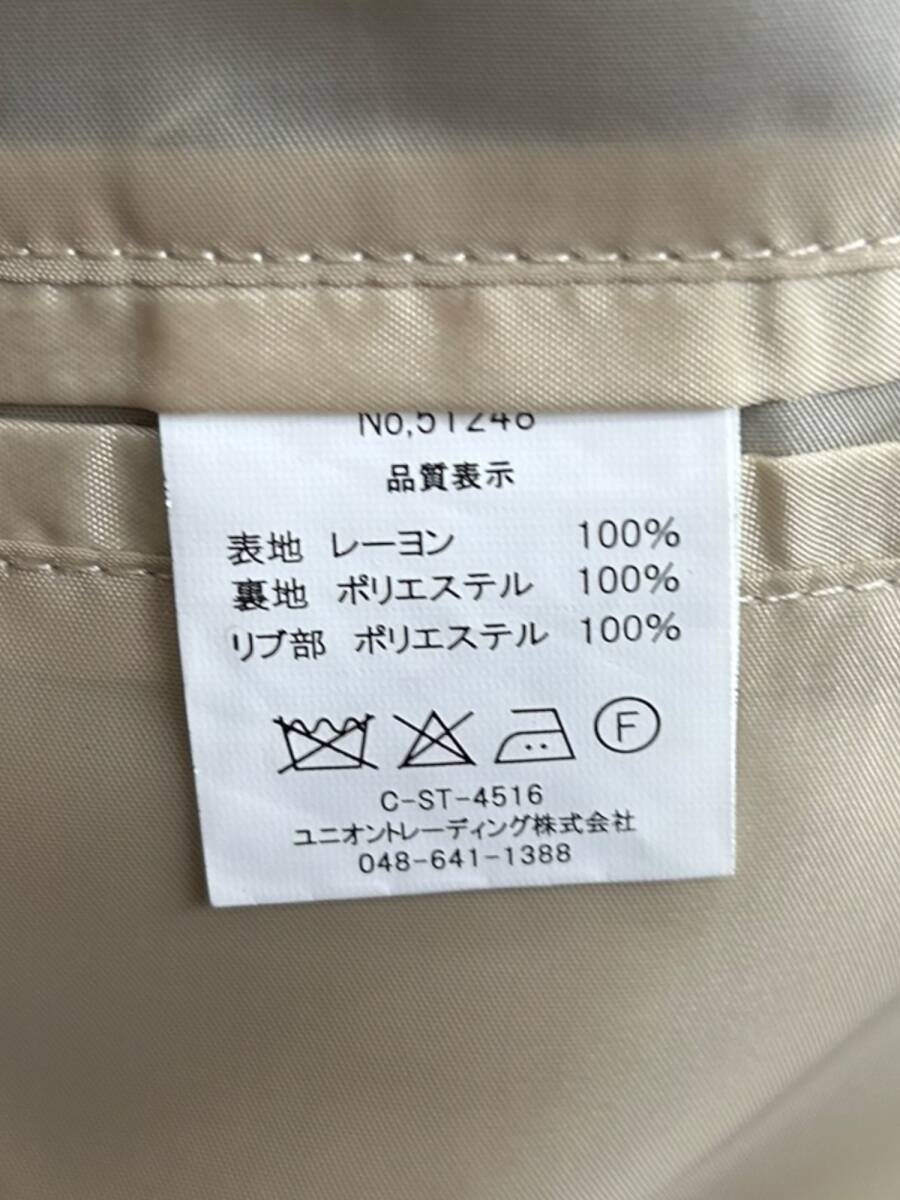 No,51248
品質表示
表地 レーヨン 100%
裏地 ポリエステル 100%
リブ部 ポリエステル 100%
F
C-ST-4516
ユニオントレーディング株式会社
048-641-1388